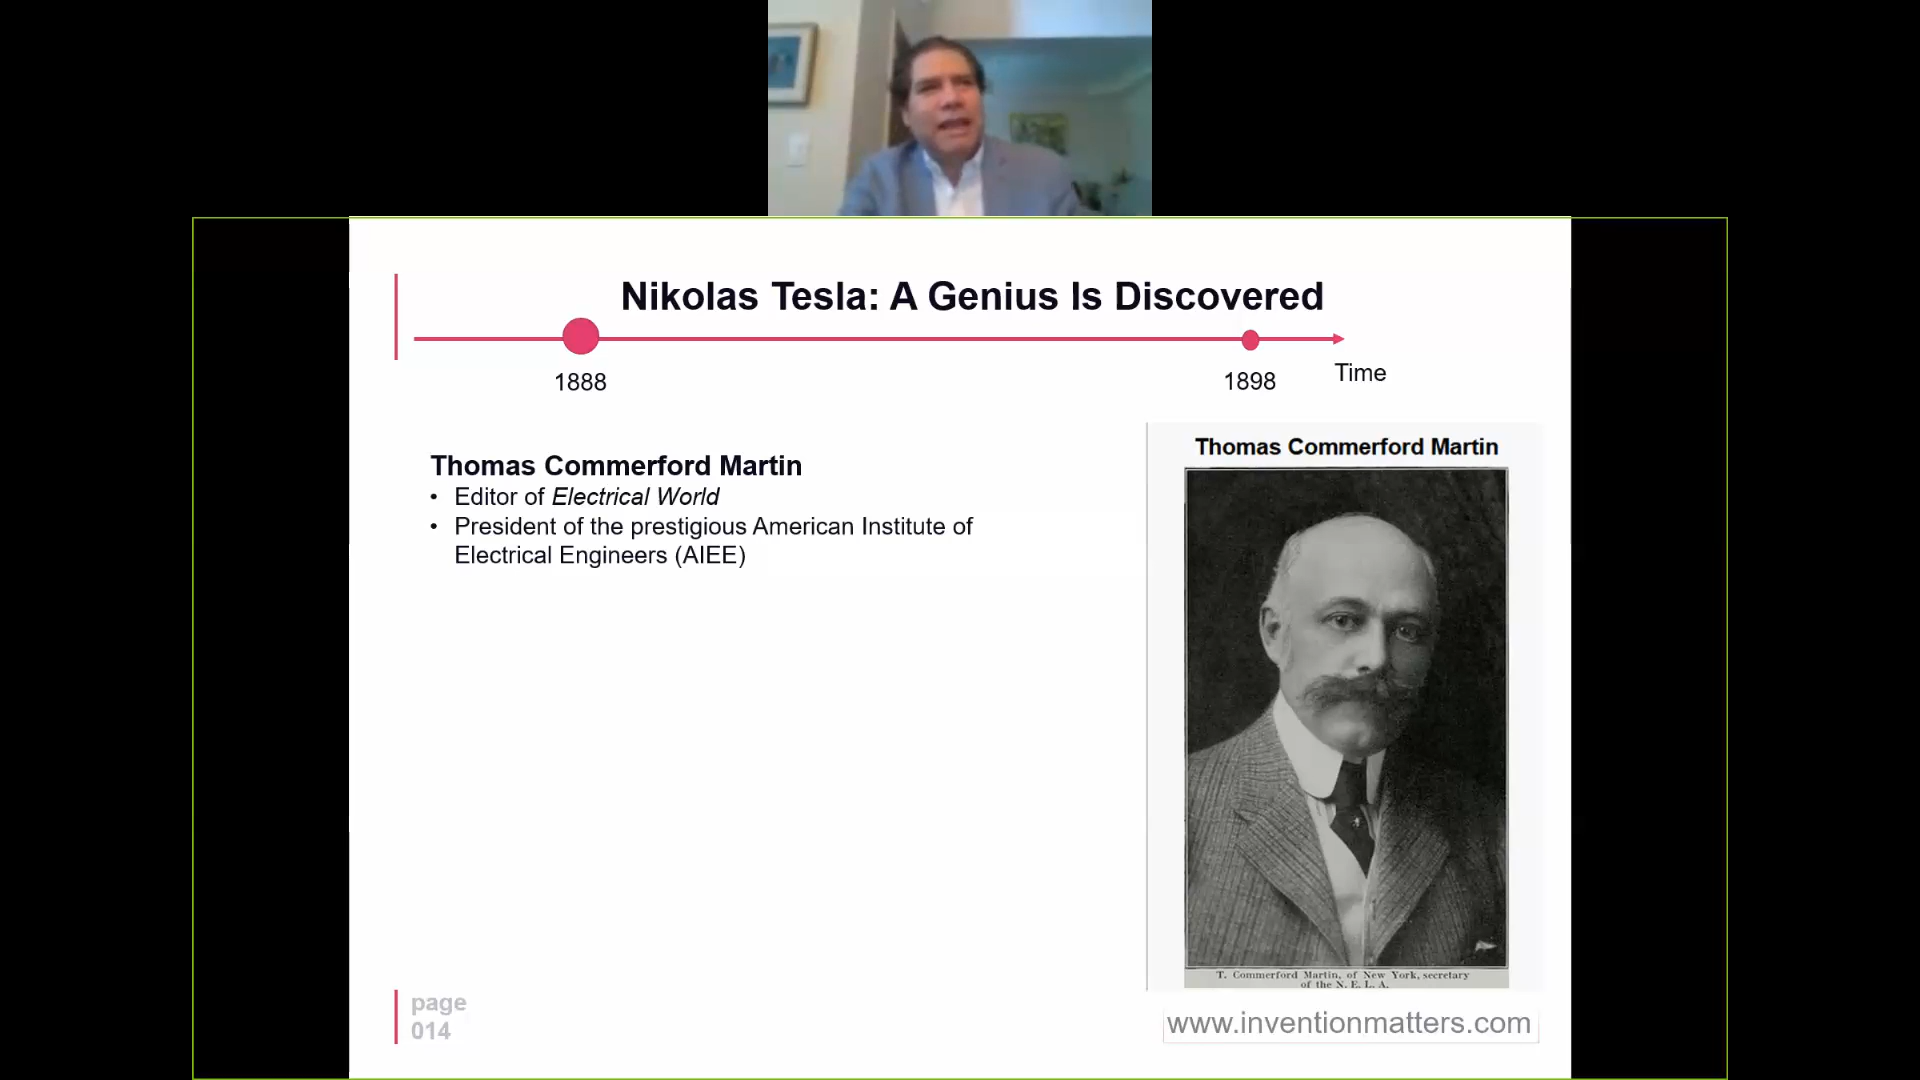 Nikolas Tesla: A Genius Is Discovered
1888
1898
Time
Thomas Commerford Martin
• Editor of Electrical World
• President of the prestigious American Institute of
Electrical Engineers (AIEE)
Thomas Commerford Martin
T. Commerford Martin, of New York, secretary
of the N. E. L. A.
page
014
www.inventionmatters.com